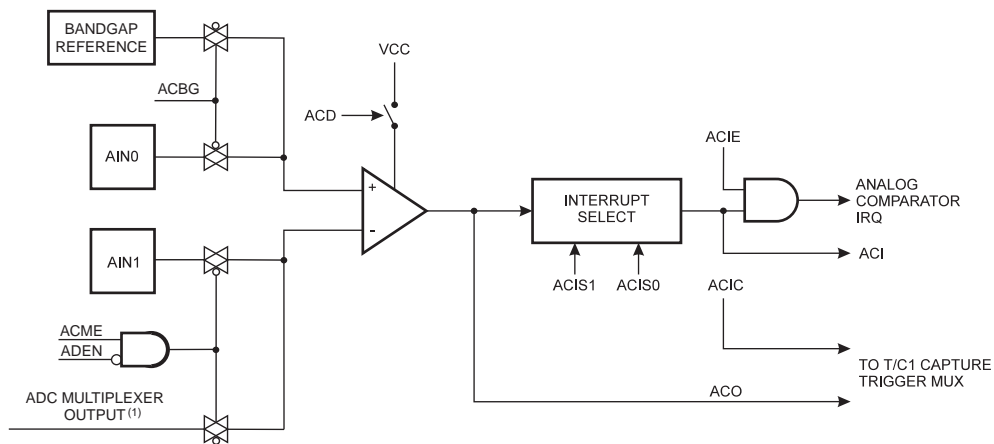 BANDGAP
REFERENCE
VCC
ACBG
ACD
AIN0
ACIE
+
INTERRUPT
SELECT
ANALOG
COMPARATOR
IRQ
-
AIN1
ACI
ACIS1
ACIS0
ACIC
ACME
ADEN
TO T/C1 CAPTURE
TRIGGER MUX
ADC MULTIPLEXER
OUTPUT (1)
ACO